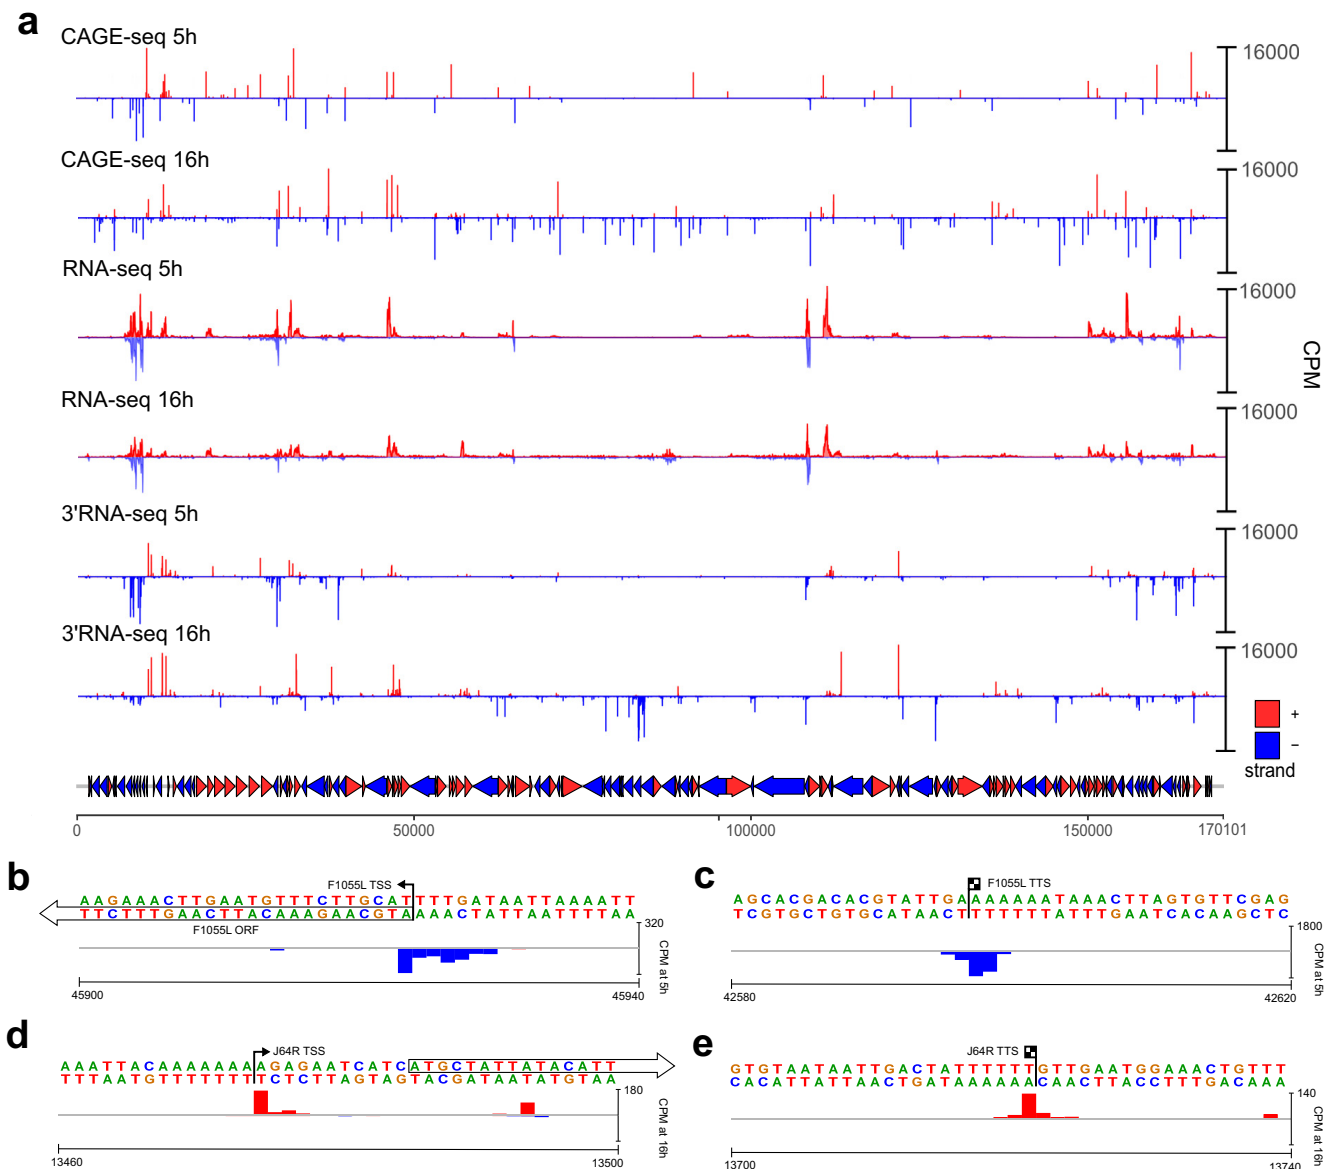 a
CAGE-seq 5h
16000
CAGE-seq 16h
16000
RNA-seq 5h
16000
CPM
RNA-seq 16h
16000
3'RNA-seq 5h
16000
3'RNA-seq 16h
16000
+
−
strand
0
50000
100000
150000
170101
b
F1055L TSS
AAGAAACTTGAATGTTTCTTGCATTTTGATAATTAAAATT
TTCTTTGAACTTACAAAGAACGTAAAACTATTAATTTTAA
F1055L ORF
320
CPM at 5h
45900
45940
c
F1055L TTS
AGCACGACACGTATTGAAAAAAATAAACTTAGTGTTCGAG
TCGTGCTGTGCATAACTTTTTTTATTTGAATCACAAGCTC
1800
CPM at 5h
42580
42620
d
J64R TSS
AAATTACAAAAAAAAGAGAATCATCATGCTATTATACATT
TTTAATGTTTTTTTTCTCTTAGTAGTACGATAATATGTAA
180
CPM at 16h
13460
13500
e
J64R TTS
GTGTAATAATTGACTATTTTTTGTTGAATGGAAACTGTTT
CACATTATTAACTGATAAAAAACAACTTACCTTTGACAAA
140
CPM at 16h
13700
13740